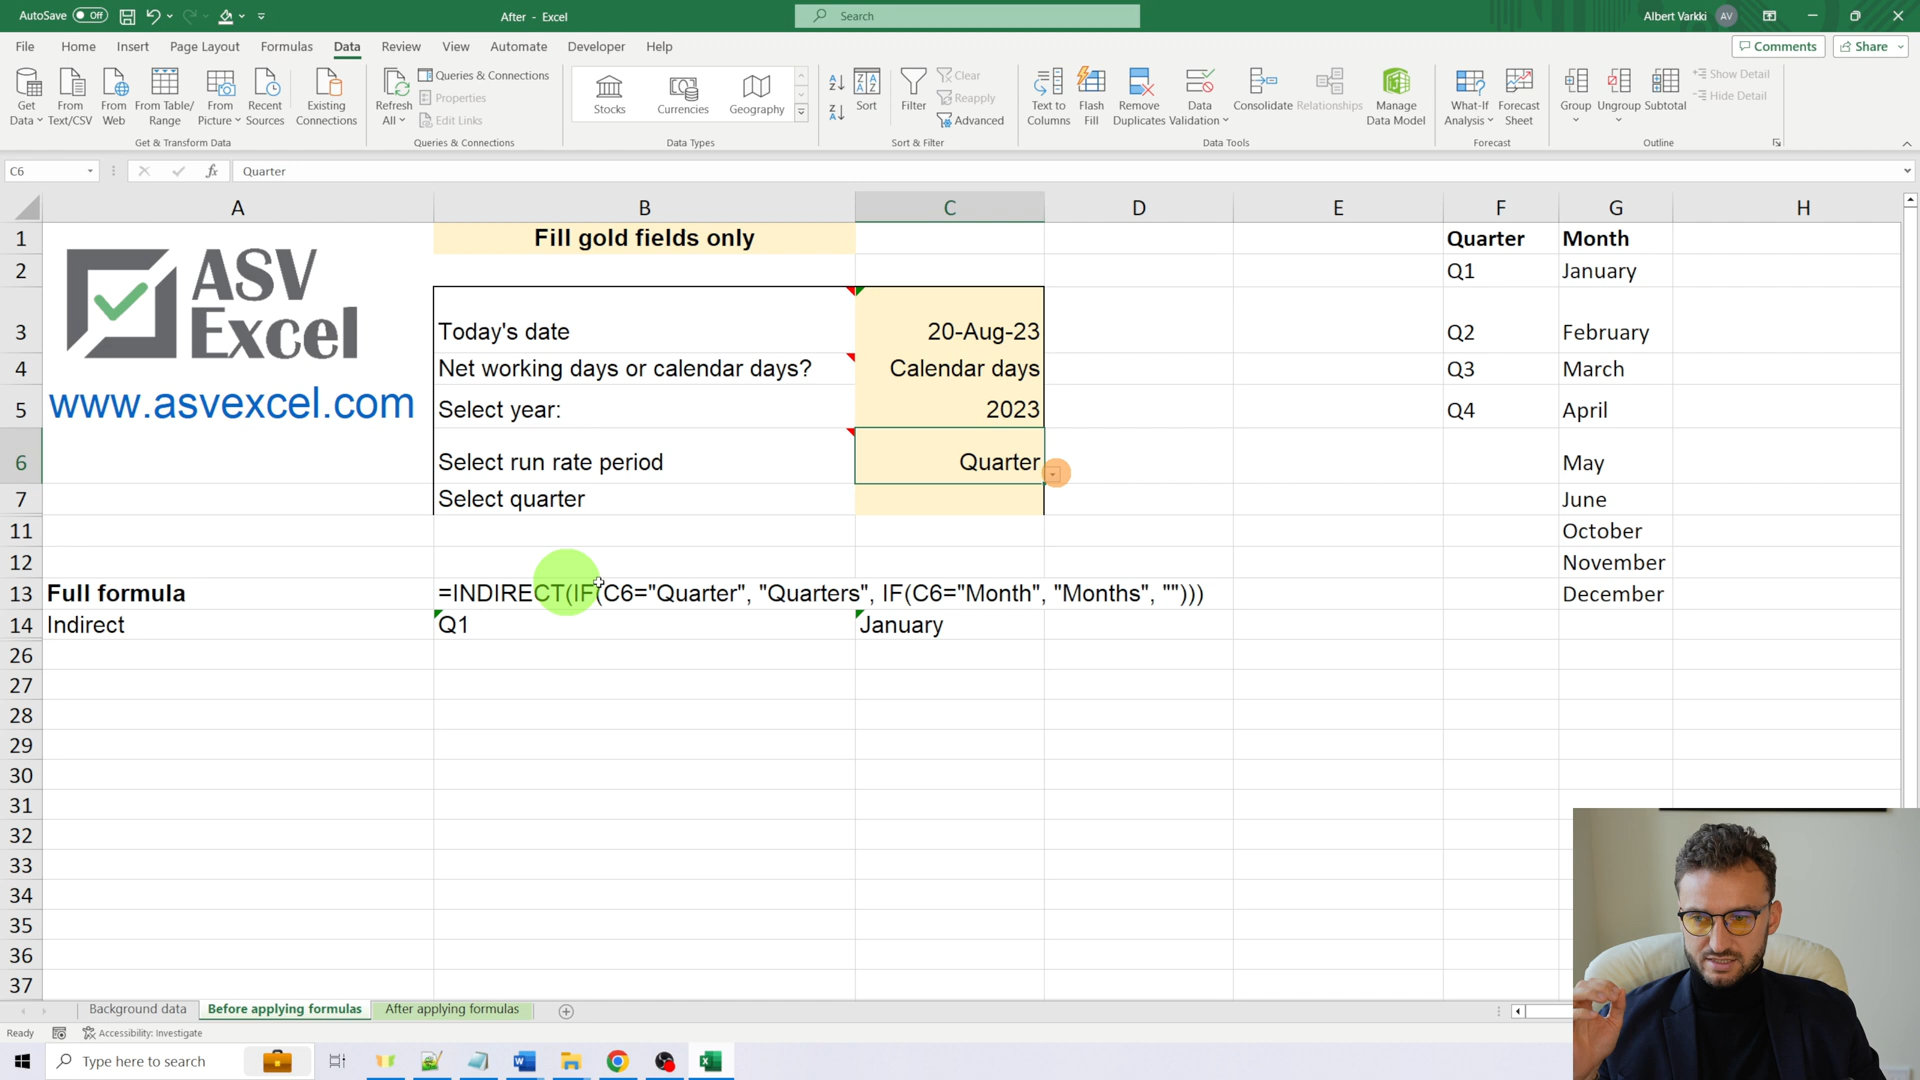 AutoSave Off After - Excel Search Albert Varkki AV
File Home Insert Page Layout Formulas Data Review View Automate Developer Help Comments Share
Get Data From Text/CSV From Web From Table/ Range From Picture Recent Sources Existing Connections Refresh All Queries & Connections Properties Edit Links Stocks Currencies Geography Sort Filter Clear Reapply Advanced Text to Columns Flash Fill Remove Duplicates Data Validation Consolidate Relationships Manage Data Model What-If Analysis Forecast Sheet Group Ungroup Subtotal Show Detail Hide Detail
Get & Transform Data Queries & Connections Data Types Sort & Filter Data Tools Forecast Outline
C6 fx Quarter
A B C D E F G H
1 Fill gold fields only Quarter Month
2 Q1 January
3 Today's date 20-Aug-23 Q2 February
4 Net working days or calendar days? Calendar days Q3 March
5 Select year: 2023 Q4 April
6 Select run rate period Quarter May
7 Select quarter June
ASV
Excel
www.asvexcel.com
11 October
12 November
13 Full formula =INDIRECT(IF(C6="Quarter", "Quarters", IF(C6="Month", "Months", ""))) December
14 Indirect Q1 January
26
27
28
29
30
31
32
33
34
35
36
37
Background data Before applying formulas After applying formulas
Ready Accessibility: Investigate
Type here to search